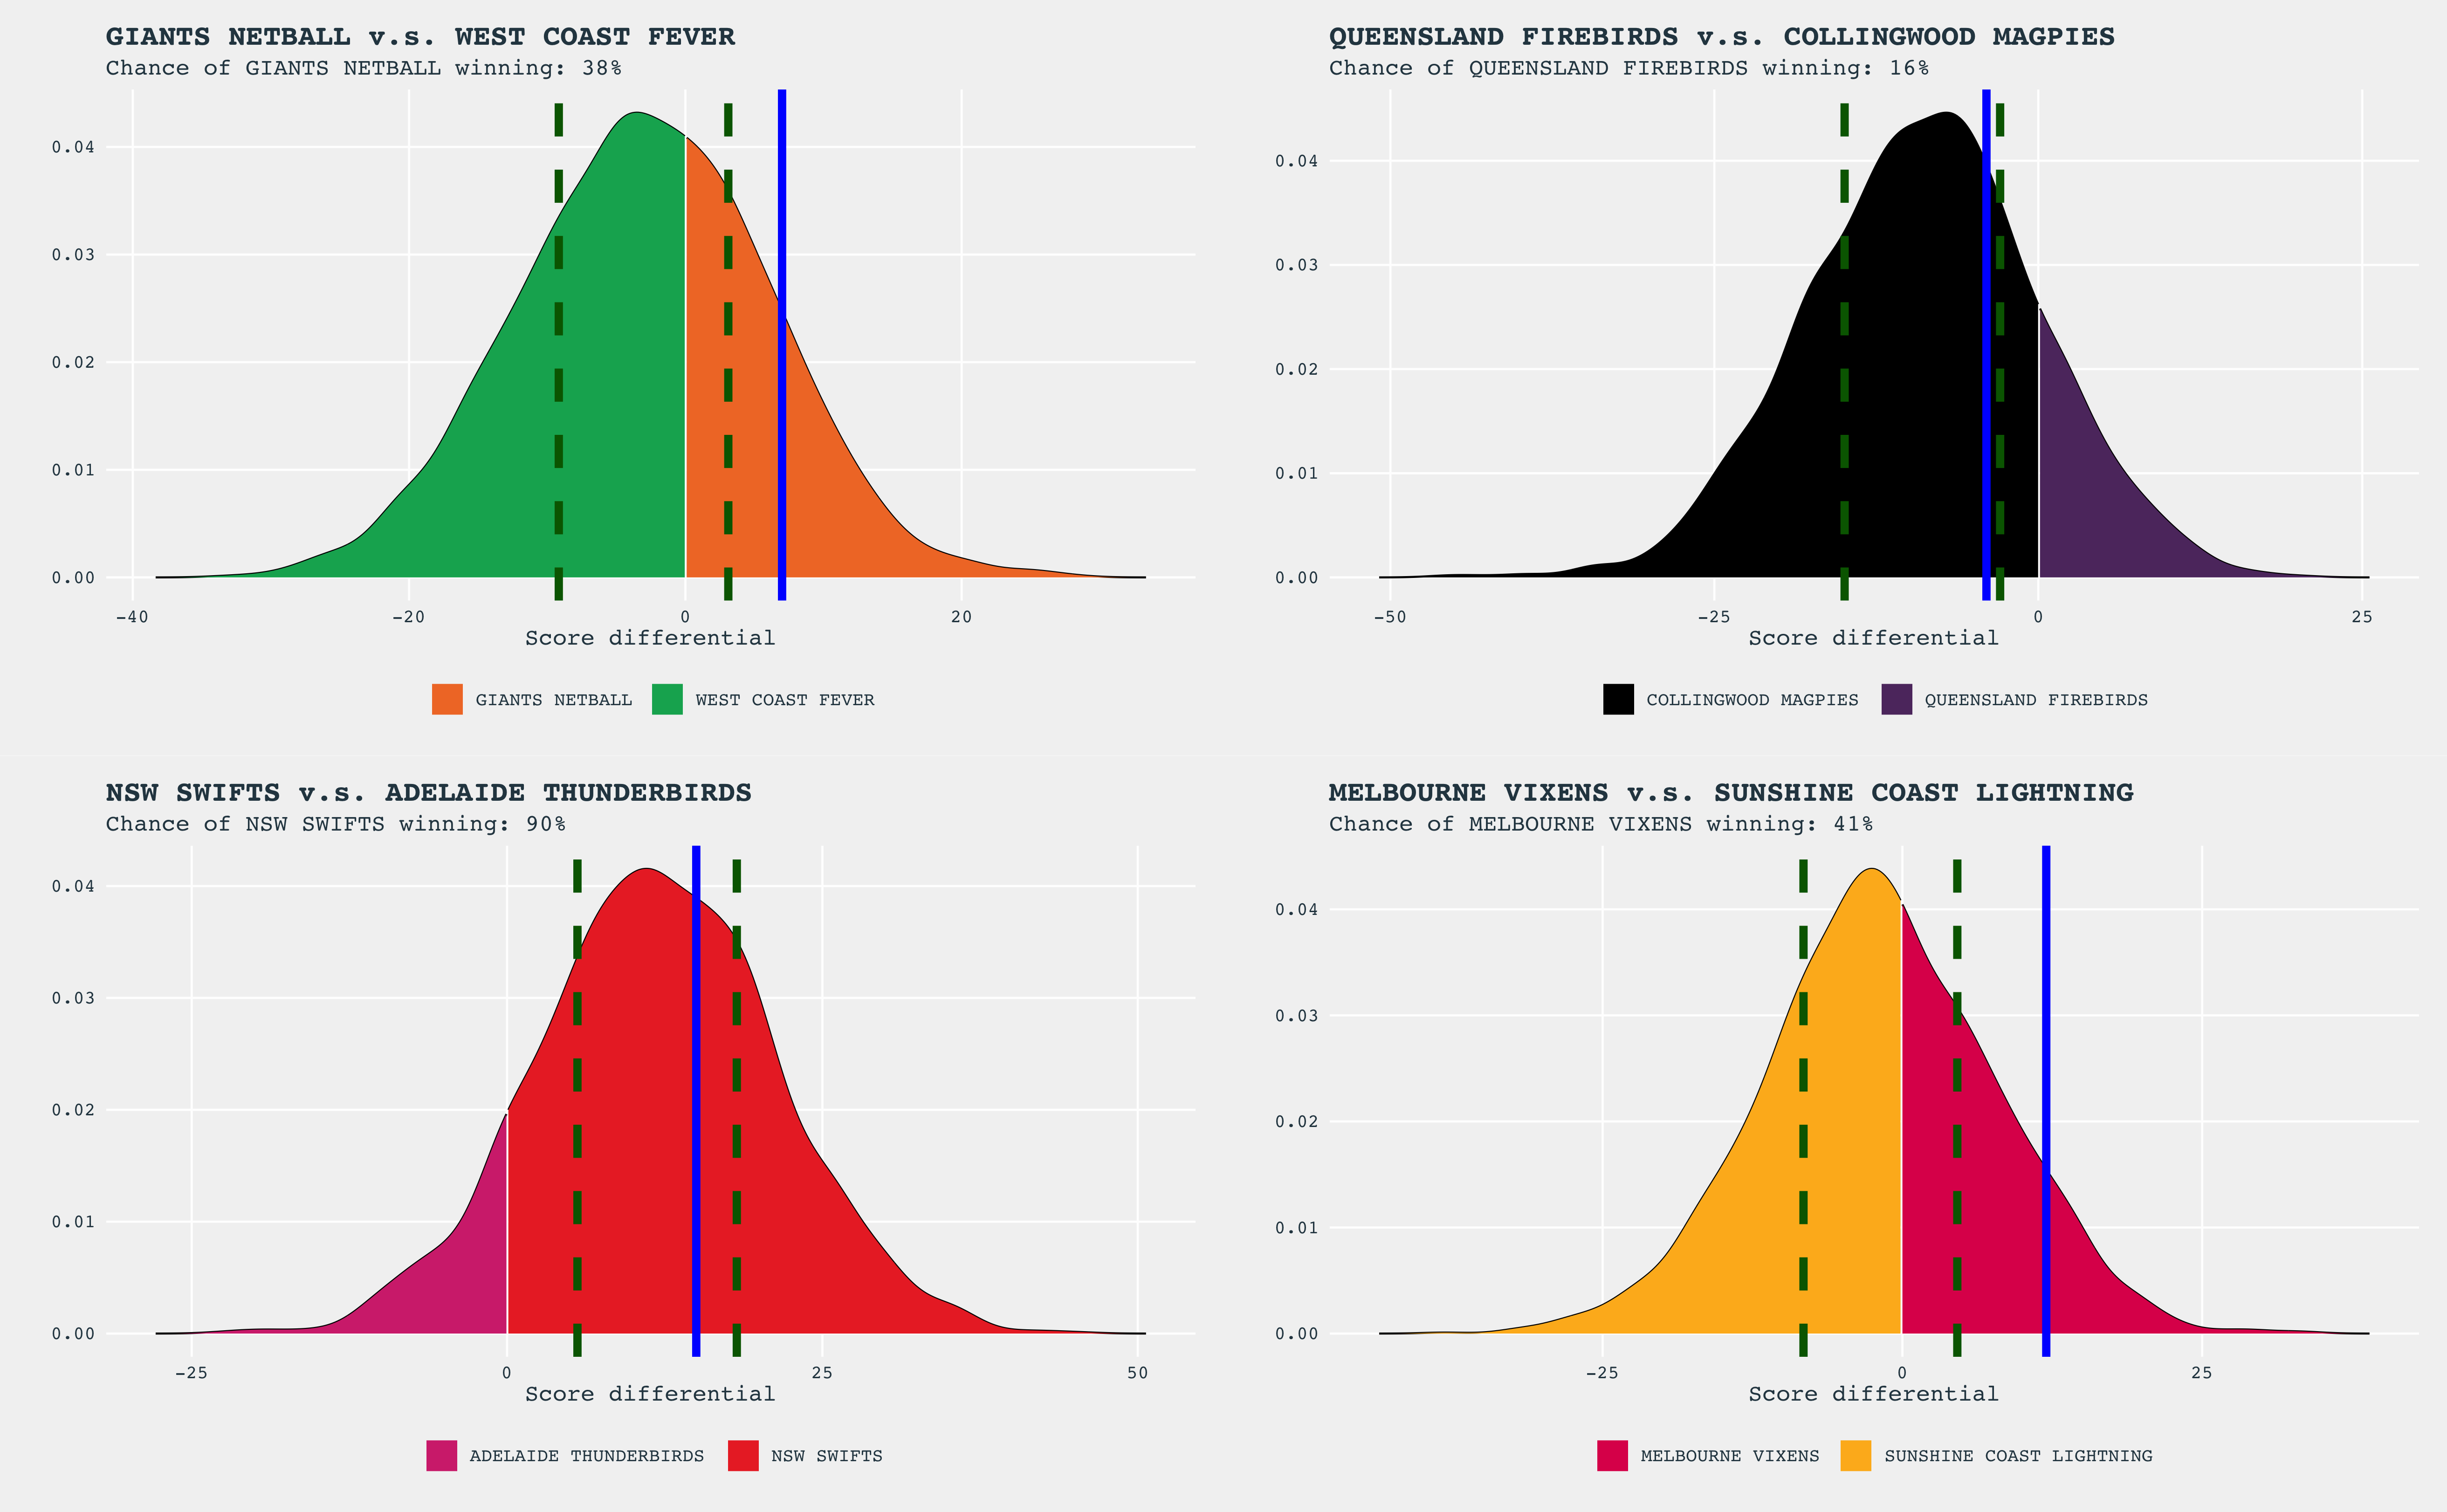 GIANTS NETBALL v.s. WEST COAST FEVER
Chance of GIANTS NETBALL winning: 38%
0.04
0.03
0.02
0.01
0.00
-40 -20 0 20
Score differential
GIANTS NETBALL WEST COAST FEVER
QUEENSLAND FIREBIRDS v.s. COLLINGWOOD MAGPIES
Chance of QUEENSLAND FIREBIRDS winning: 16%
0.04
0.03
0.02
0.01
0.00
-50 -25 0 25
Score differential
COLLINGWOOD MAGPIES QUEENSLAND FIREBIRDS
NSW SWIFTS v.s. ADELAIDE THUNDERBIRDS
Chance of NSW SWIFTS winning: 90%
0.04
0.03
0.02
0.01
0.00
-25 0 25 50
Score differential
ADELAIDE THUNDERBIRDS NSW SWIFTS
MELBOURNE VIXENS v.s. SUNSHINE COAST LIGHTNING
Chance of MELBOURNE VIXENS winning: 41%
0.04
0.03
0.02
0.01
0.00
-25 0 25
Score differential
MELBOURNE VIXENS SUNSHINE COAST LIGHTNING